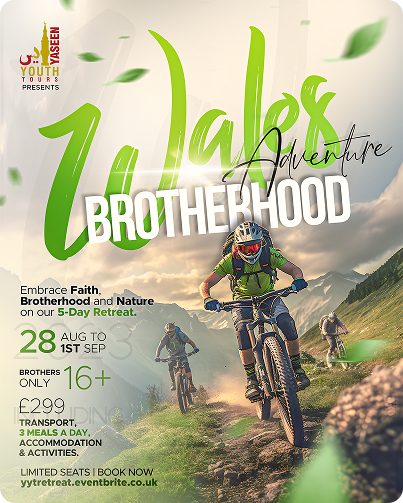 YASEEN
YOUTH
TOURS
PRESENTS
Wales
Adventure
BROTHERHOOD
Embrace Faith,
Brotherhood and Nature
on our 5-Day Retreat.
28 AUG TO
1ST SEP
BROTHERS
ONLY 16+
£299
TRANSPORT,
3 MEALS A DAY,
ACCOMMODATION
& ACTIVITIES.
LIMITED SEATS | BOOK NOW
yytretreat.eventbrite.co.uk